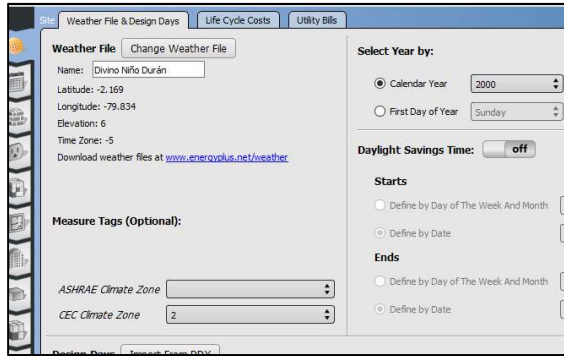 Site
Weather File & Design Days
Life Cycle Costs
Utility Bills
Weather File
Change Weather File
Name: Divino Niño Durán
Latitude: -2.169
Longitude: -79.834
Elevation: 6
Time Zone: -5
Download weather files at www.energyplus.net/weather
Measure Tags (Optional):
ASHRAE Climate Zone
CEC Climate Zone 2
Design Days Import From DDY
Select Year by:
Calendar Year 2000
First Day of Year Sunday
Daylight Savings Time: off
Starts
Define by Day of The Week And Month
Define by Date
Ends
Define by Day of The Week And Month
Define by Date